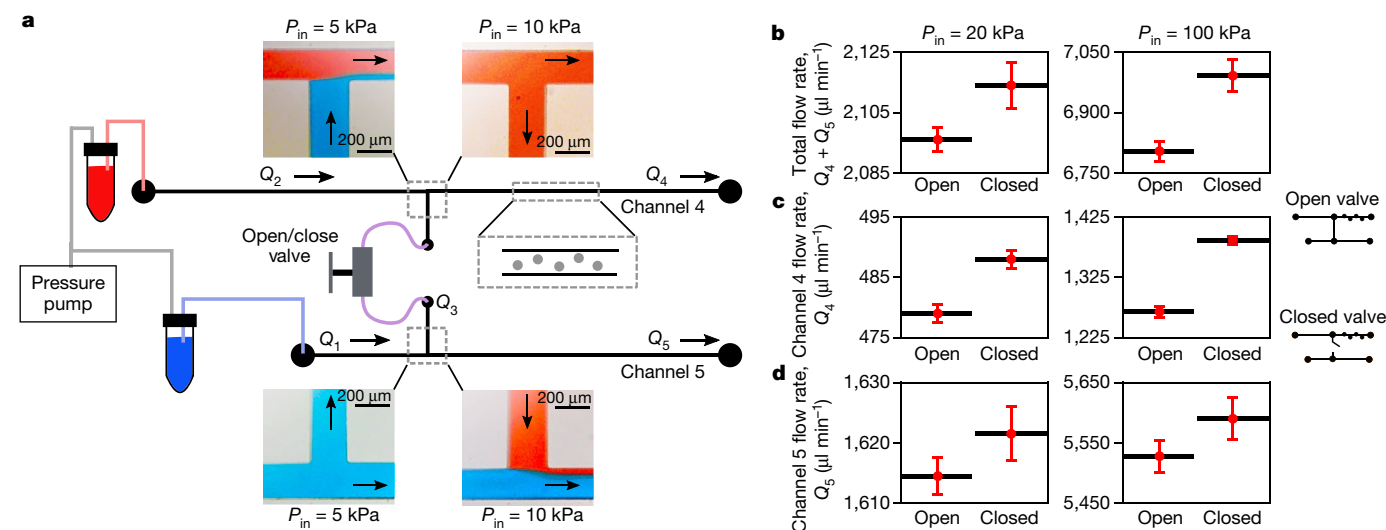 a
P_in = 5 kPa
P_in = 10 kPa
200 µm
200 µm
Q_2
Q_4
Channel 4
Open/close
valve
Pressure
pump
Q_3
Q_1
Q_5
Channel 5
200 µm
200 µm
P_in = 5 kPa
P_in = 10 kPa
b
P_in = 20 kPa
P_in = 100 kPa
Total flow rate,
Q_4 + Q_5 (µl min⁻¹)
2,125
2,105
2,085
Open Closed
7,050
6,900
6,750
Open Closed
c
Channel 4 flow rate,
Q_4 (µl min⁻¹)
495
485
475
Open Closed
1,425
1,325
1,225
Open Closed
Open valve
Closed valve
d
Channel 5 flow rate,
Q_5 (µl min⁻¹)
1,630
1,620
1,610
Open Closed
5,650
5,550
5,450
Open Closed